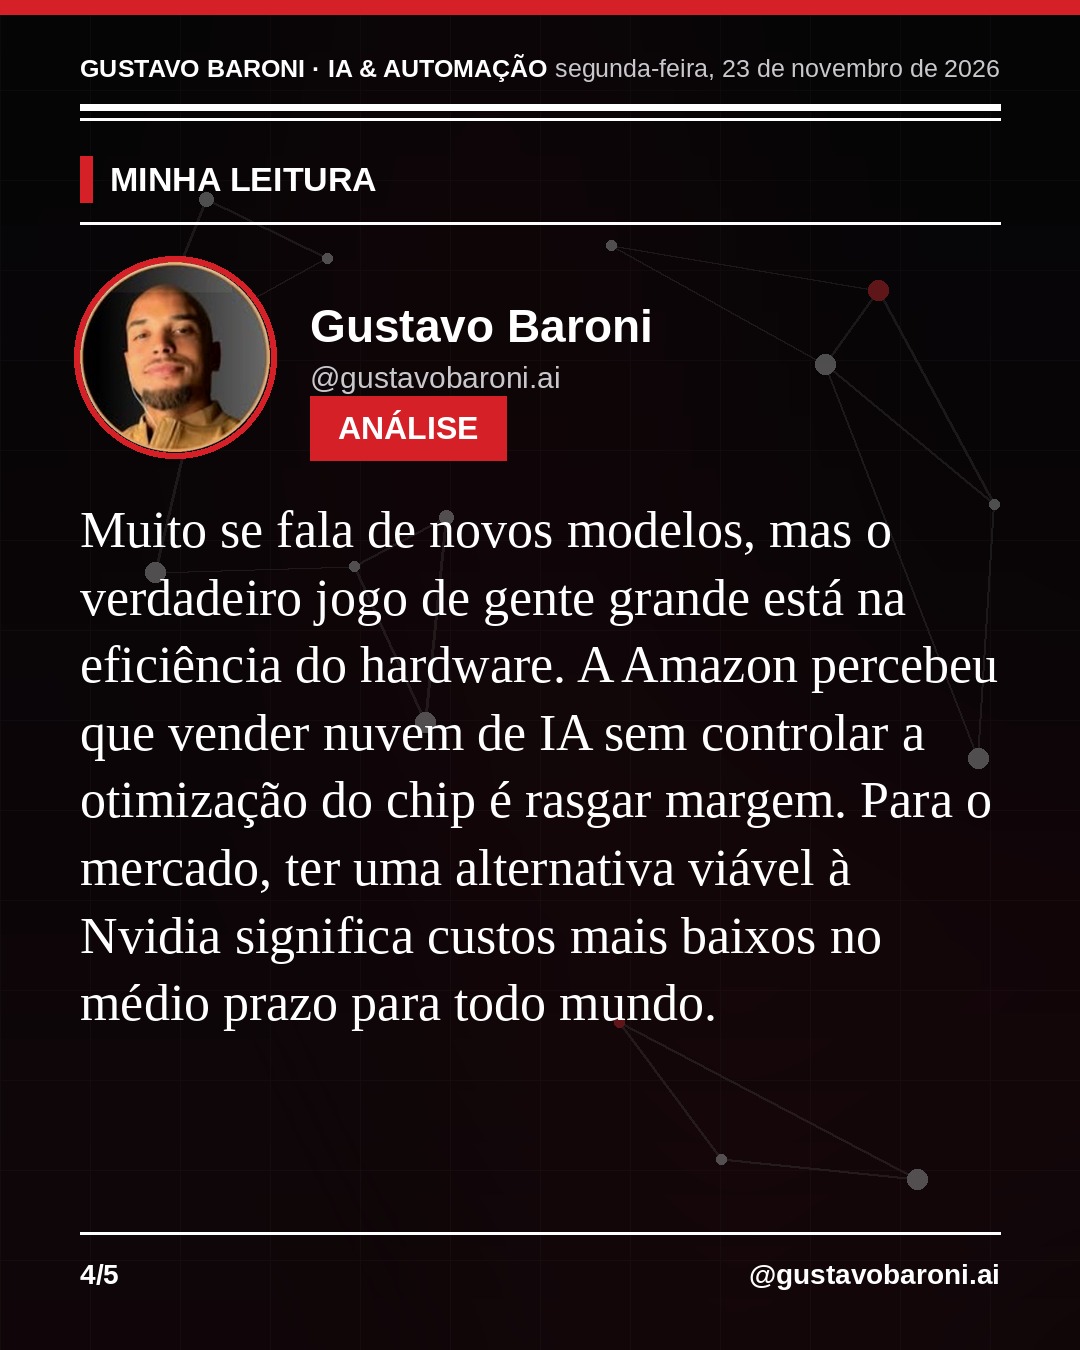 GUSTAVO BARONI · IA & AUTOMAÇÃO segunda-feira, 23 de novembro de 2026
MINHA LEITURA
Gustavo Baroni
@gustavobaroni.ai
ANÁLISE
Muito se fala de novos modelos, mas o
verdadeiro jogo de gente grande está na
eficiência do hardware. A Amazon percebeu
que vender nuvem de IA sem controlar a
otimização do chip é rasgar margem. Para o
mercado, ter uma alternativa viável à
Nvidia significa custos mais baixos no
médio prazo para todo mundo.
4/5
@gustavobaroni.ai